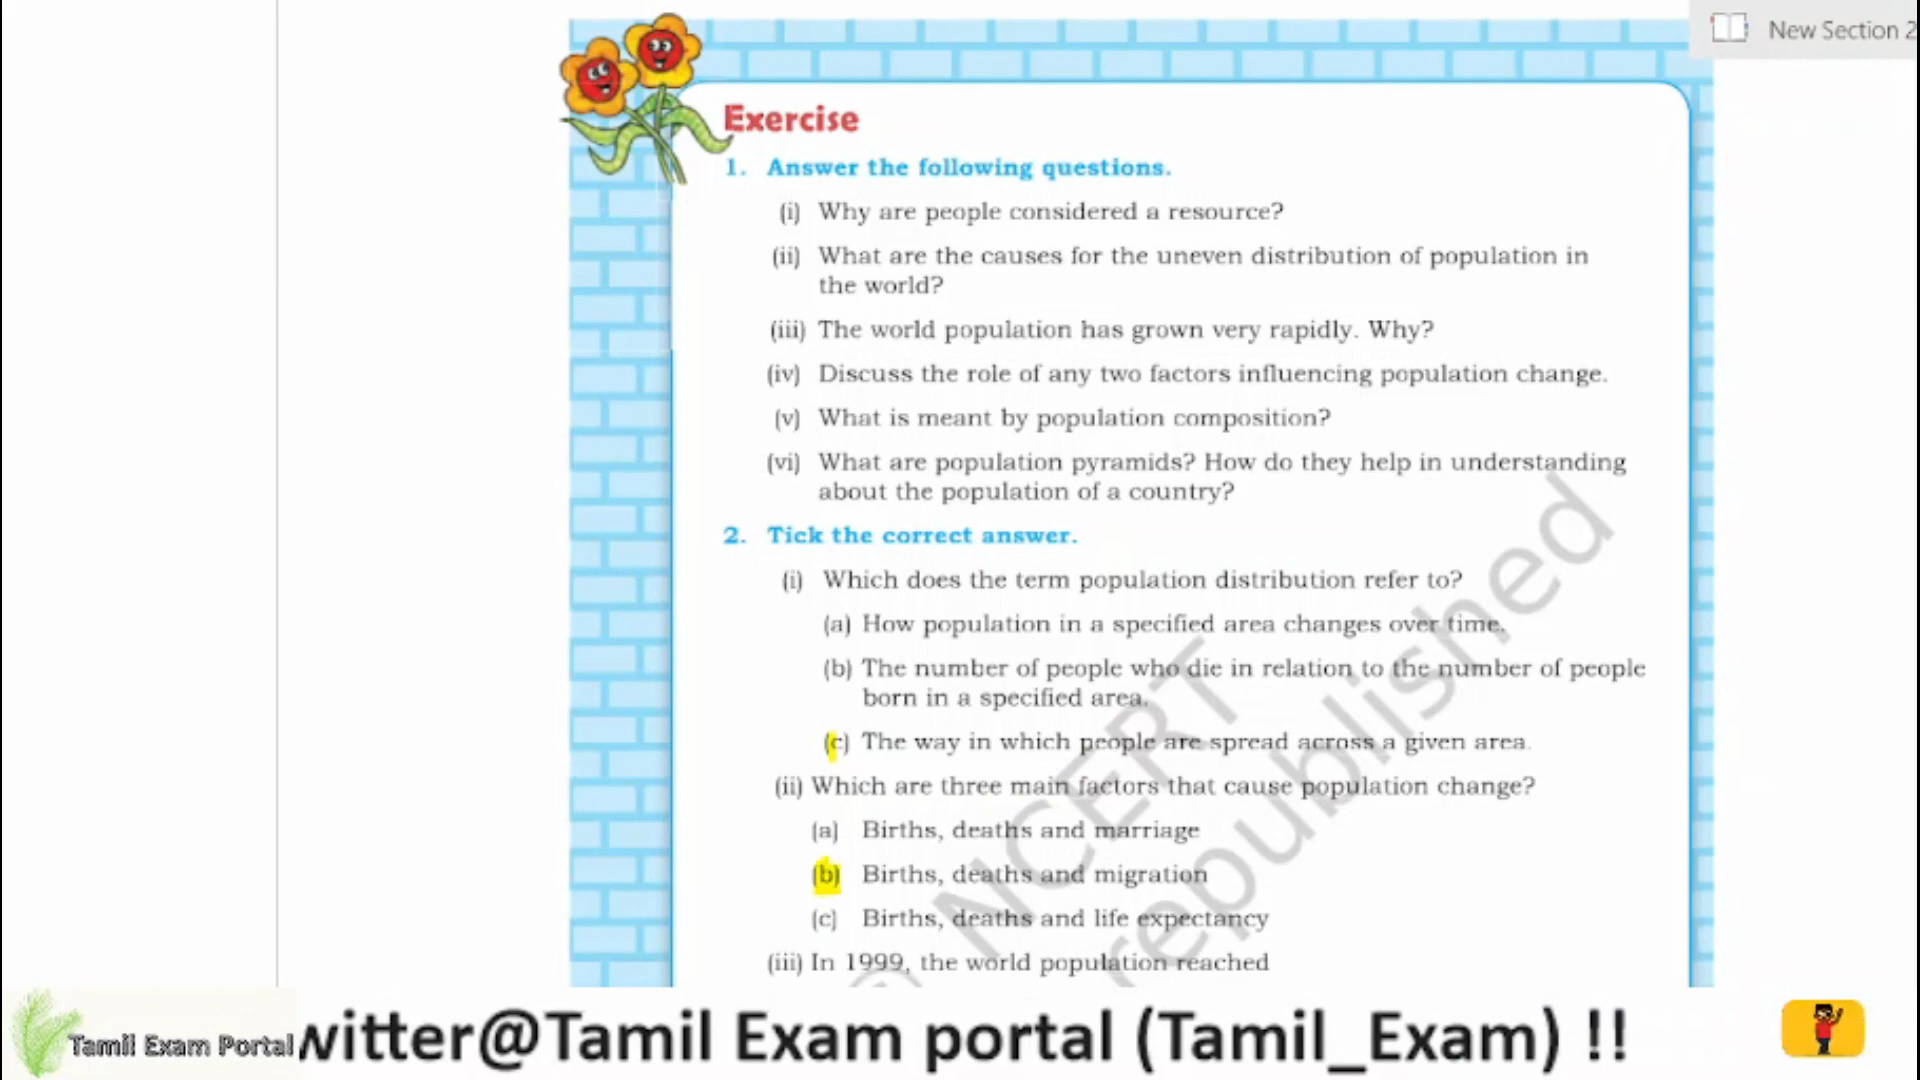 New Section 2
Exercise
1. Answer the following questions.
(i) Why are people considered a resource?
(ii) What are the causes for the uneven distribution of population in
the world?
(iii) The world population has grown very rapidly. Why?
(iv) Discuss the role of any two factors influencing population change.
(v) What is meant by population composition?
(vi) What are population pyramids? How do they help in understanding
about the population of a country?
2. Tick the correct answer.
(i) Which does the term population distribution refer to?
(a) How population in a specified area changes over time.
(b) The number of people who die in relation to the number of people
born in a specified area.
(c) The way in which people are spread across a given area.
(ii) Which are three main factors that cause population change?
(a) Births, deaths and marriage
(b) Births, deaths and migration
(c) Births, deaths and life expectancy
(iii) In 1999, the world population reached
© NCERT
republished
Tamil Exam Portal
witter@Tamil Exam portal (Tamil_Exam) !!